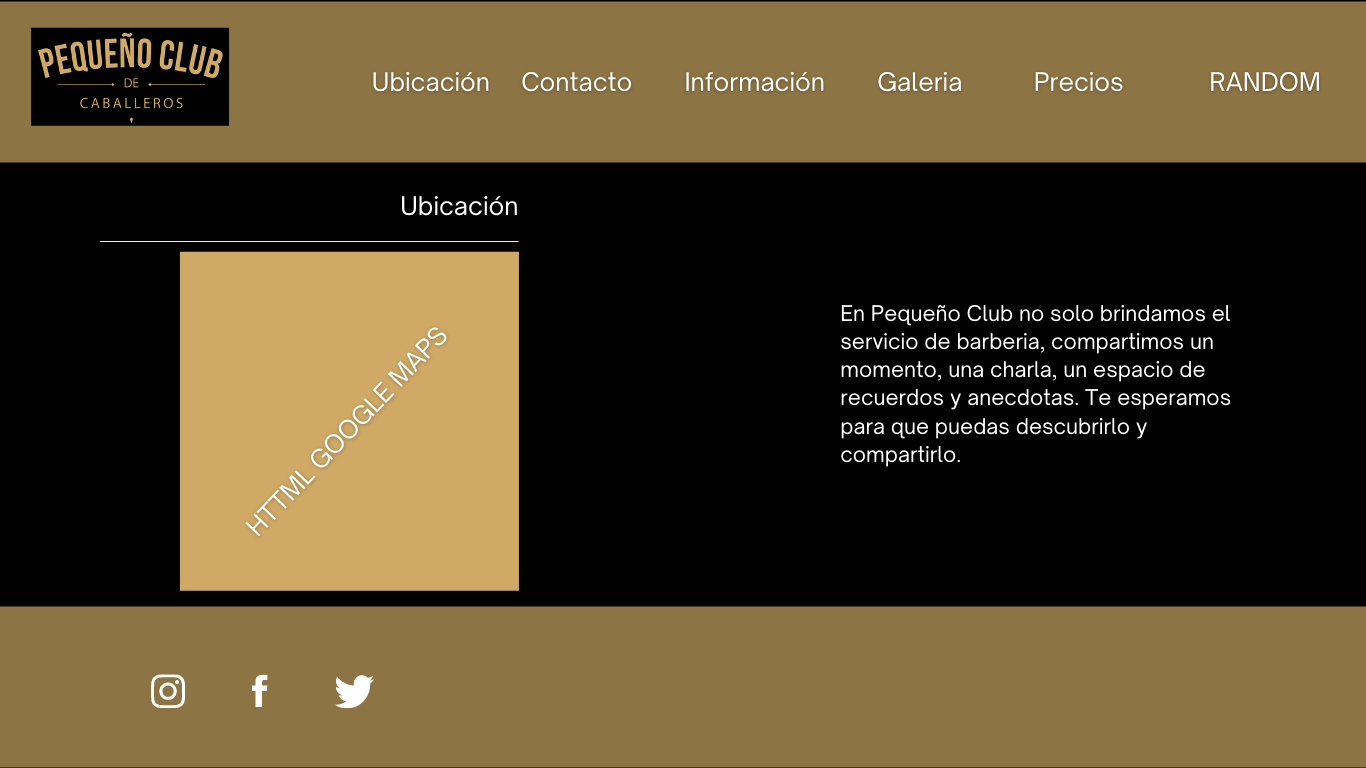 PEQUEÑO CLUB
DE
CABALLEROS
Ubicación Contacto Información Galeria Precios RANDOM
Ubicación
HTTML GOOGLE MAPS
En Pequeño Club no solo brindamos el
servicio de barberia, compartimos un
momento, una charla, un espacio de
recuerdos y anecdotas. Te esperamos
para que puedas descubrirlo y
compartirlo.